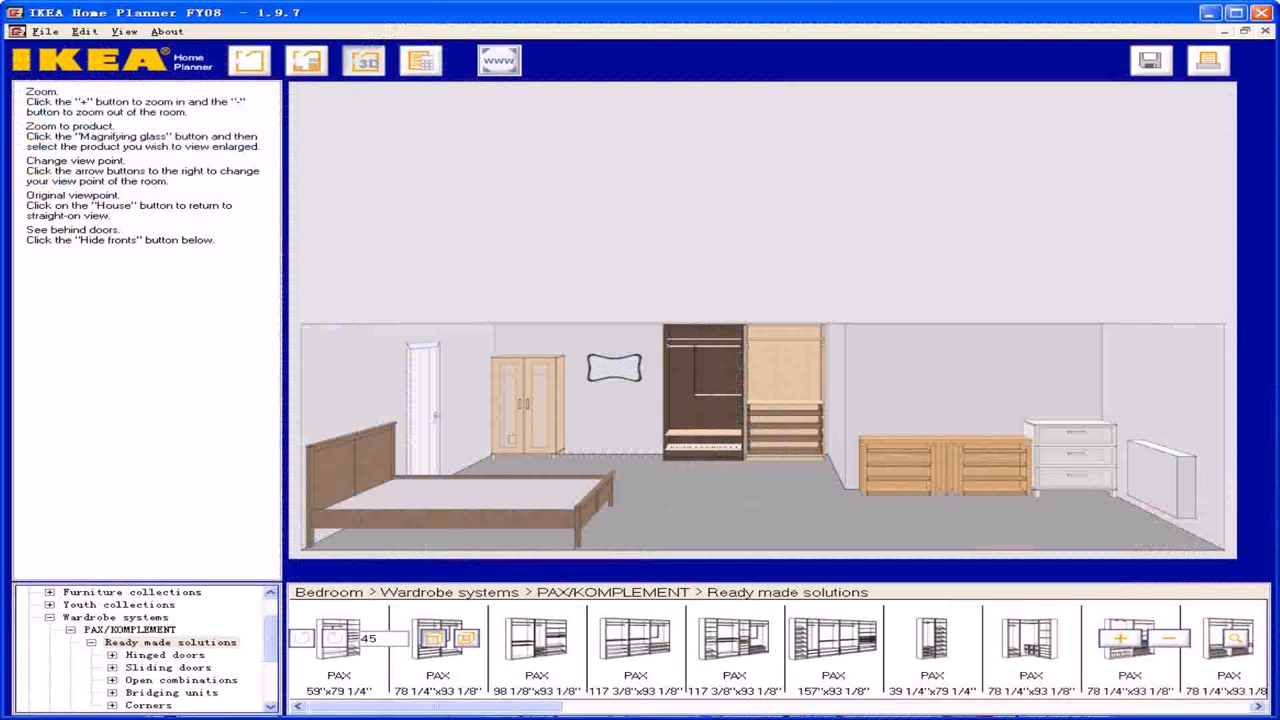 IKEA Home Planner FY08 - 1.9.7
File Edit View About
IKEA® Home Planner
3D
www
Zoom.
Click the "+" button to zoom in and the "-"
button to zoom out of the room.
Zoom to product.
Click the "Magnifying glass" button and then
select the product you wish to view enlarged.
Change view point.
Click the arrow buttons to the right to change
your view point of the room.
Original viewpoint.
Click on the "House" button to return to
straight-on view.
See behind doors.
Click the "Hide fronts" button below.
Furniture collections
Youth collections
Wardrobe systems
PAX/KOMPLEMENT
Ready made solutions
Hinged doors
Sliding doors
Open combinations
Bridging units
Corners
Bedroom > Wardrobe systems > PAX/KOMPLEMENT > Ready made solutions
45
PAX PAX PAX PAX PAX PAX PAX PAX PAX PAX
59"x79 1/4" 78 1/4"x93 1/8" 98 1/8"x93 1/8" 117 3/8"x93 1/8" 117 3/8"x93 1/8" 157"x93 1/8" 39 1/4"x79 1/4" 78 1/4"x93 1/8" 78 1/4"x93 1/8" 78 1/4"x93 1/8